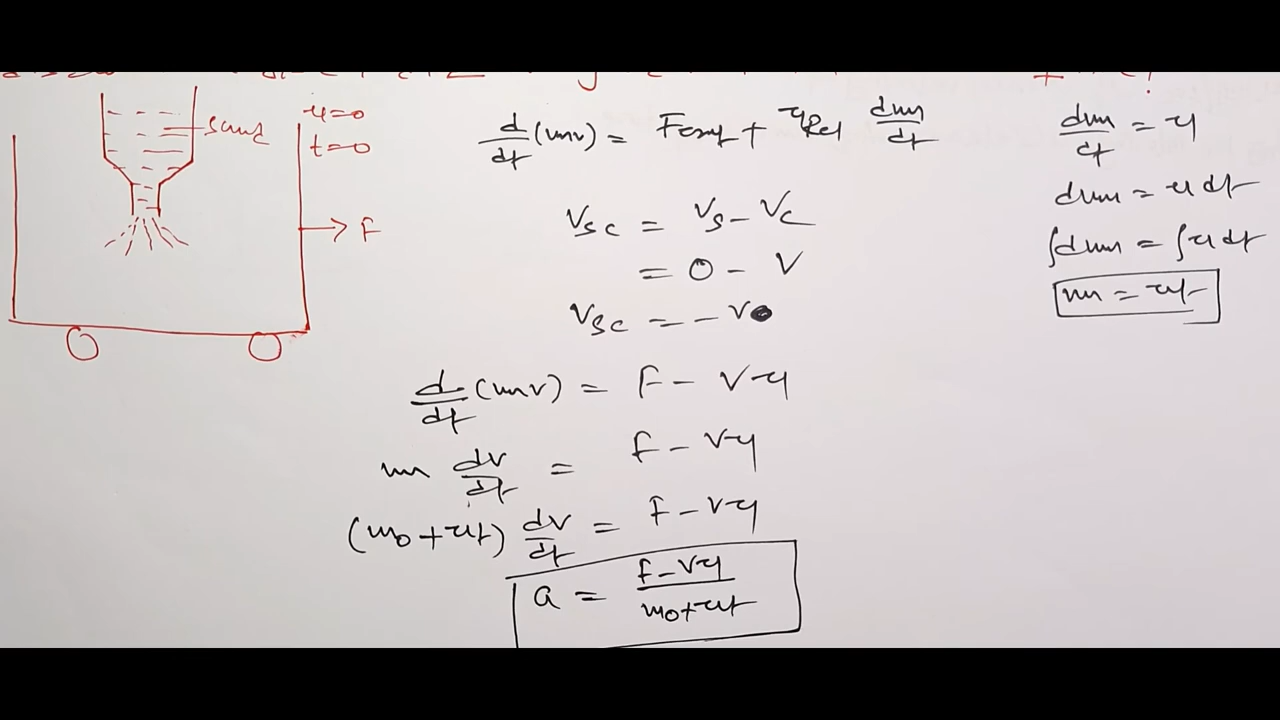 sand
u=0
t=0
F
d/dt (mv) = Fext + uRel dm/dt
Vsc = Vs - Vc
= 0 - V
Vsc = - V
d/dt (mv) = F - Vu
m dv/dt = F - Vu
(m0+ut) dv/dt = F - Vu
a = F-Vu / m0+ut
dm/dt = u
dm = u dt
∫dm = ∫u dt
m = ut